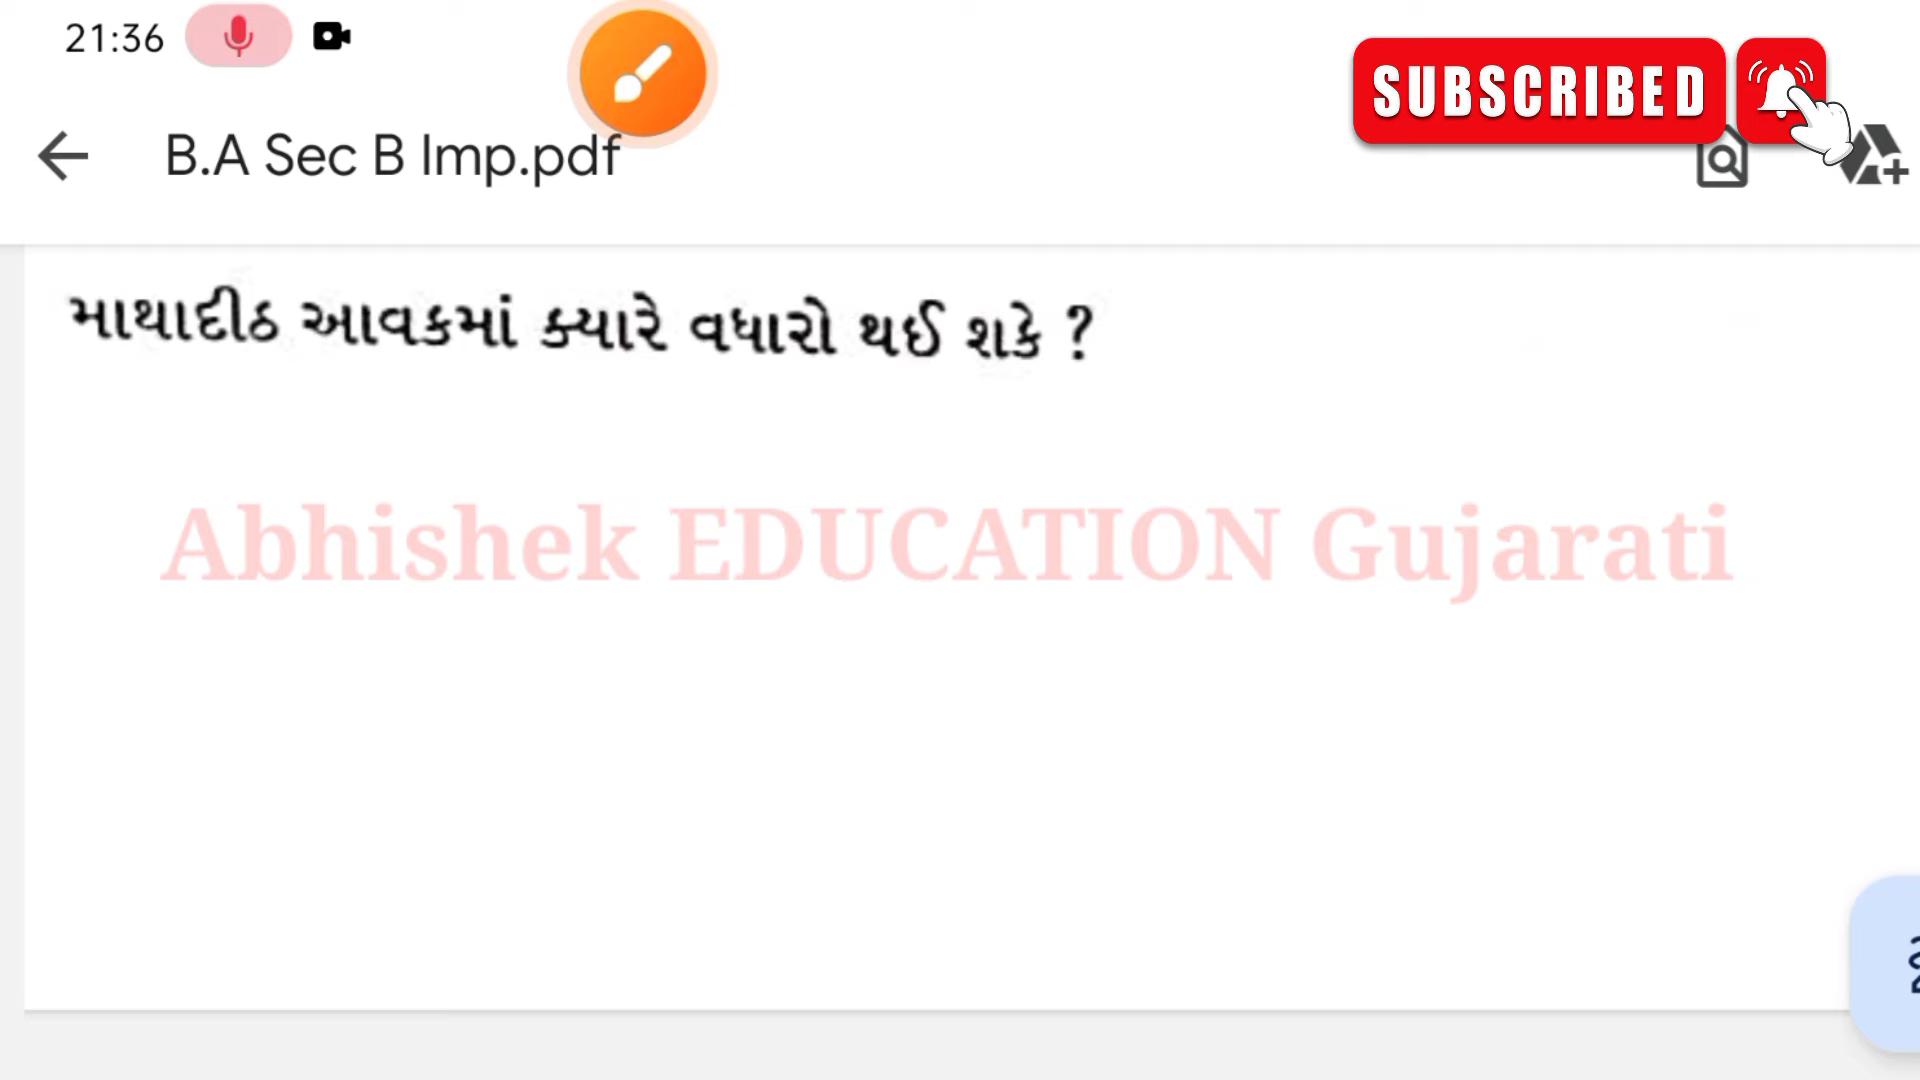 21:36
SUBSCRIBED
B.A Sec B Imp.pdf
માથાદીઠ આવકમાં ક્યારે વધારો થઈ શકે ?
Abhishek EDUCATION Gujarati